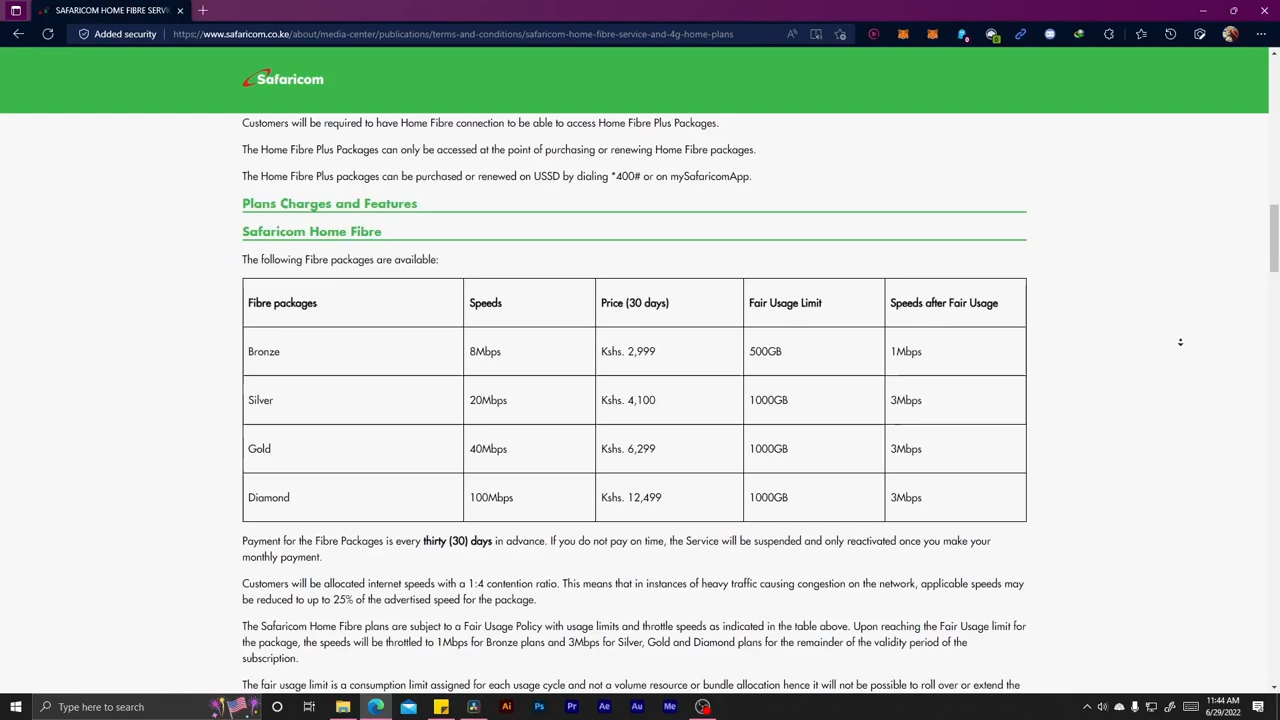 SAFARICOM HOME FIBRE SERVIC
Added security
https://www.safaricom.co.ke/about/media-center/publications/terms-and-conditions/safaricom-home-fibre-service-and-4g-home-plans
Safaricom
Customers will be required to have Home Fibre connection to be able to access Home Fibre Plus Packages.
The Home Fibre Plus Packages can only be accessed at the point of purchasing or renewing Home Fibre packages.
The Home Fibre Plus packages can be purchased or renewed on USSD by dialing *400# or on mySafaricomApp.
Plans Charges and Features
Safaricom Home Fibre
The following Fibre packages are available:
Fibre packages Speeds Price (30 days) Fair Usage Limit Speeds after Fair Usage
Bronze 8Mbps Kshs. 2,999 500GB 1Mbps
Silver 20Mbps Kshs. 4,100 1000GB 3Mbps
Gold 40Mbps Kshs. 6,299 1000GB 3Mbps
Diamond 100Mbps Kshs. 12,499 1000GB 3Mbps
Payment for the Fibre Packages is every thirty (30) days in advance. If you do not pay on time, the Service will be suspended and only reactivated once you make your
monthly payment.
Customers will be allocated internet speeds with a 1:4 contention ratio. This means that in instances of heavy traffic causing congestion on the network, applicable speeds may
be reduced to up to 25% of the advertised speed for the package.
The Safaricom Home Fibre plans are subject to a Fair Usage Policy with usage limits and throttle speeds as indicated in the table above. Upon reaching the Fair Usage limit for
the package, the speeds will be throttled to 1Mbps for Bronze plans and 3Mbps for Silver, Gold and Diamond plans for the remainder of the validity period of the
subscription.
The fair usage limit is a consumption limit assigned for each usage cycle and not a volume resource or bundle allocation hence it will not be possible to roll over or extend the
Type here to search
Ai Ps Pr Ae Au Me
11:44 AM
6/29/2022